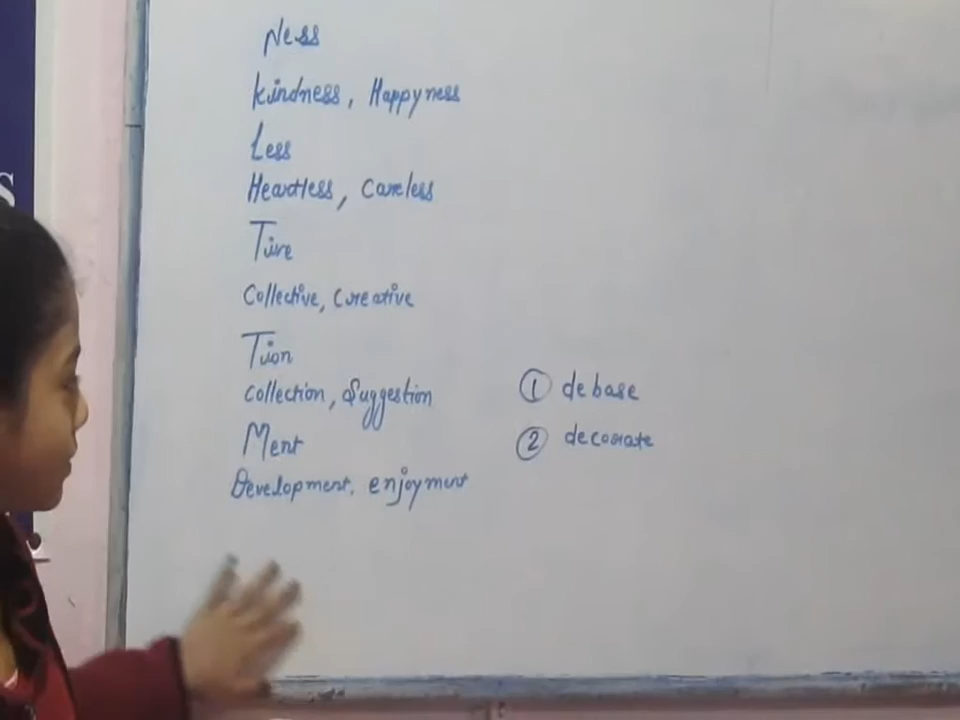 S
Ness
Kindness, Happyness
Less
Heartless, Careless
Tive
Collective, Creative
Tion
Collection, Suggestion
Ment
Development, enjoyment
① debase
② decorate